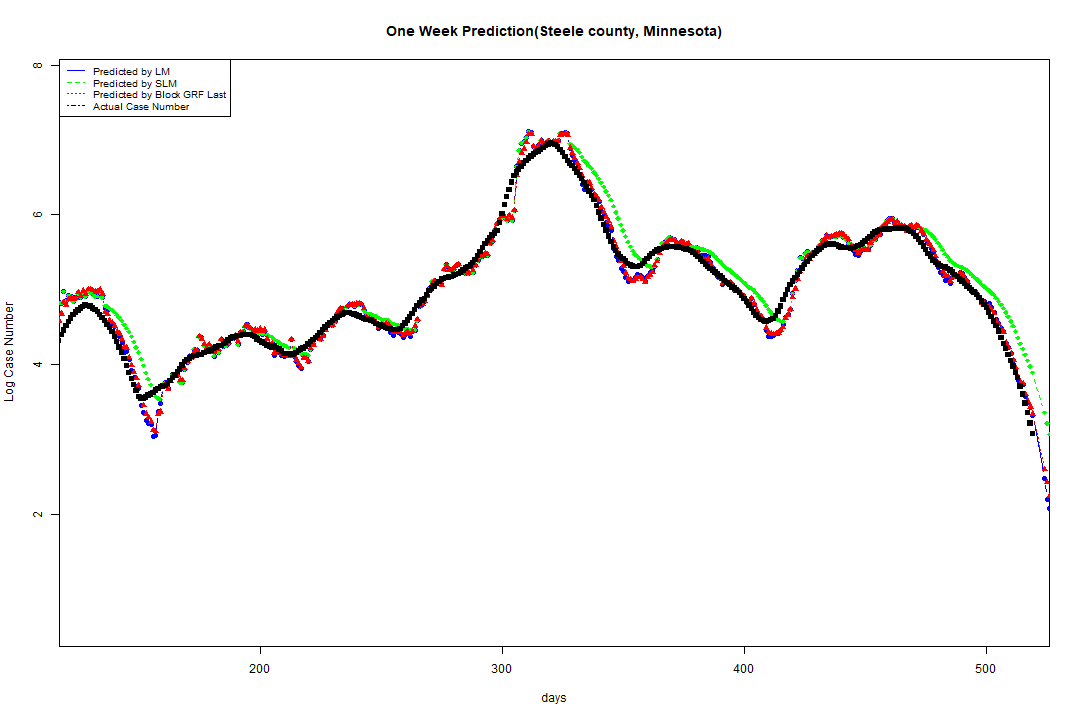 One Week Prediction(Steele county, Minnesota)
Predicted by LM
Predicted by SLM
Predicted by Block GRF Last
Actual Case Number
8
6
4
2
Log Case Number
200 300 400 500
days